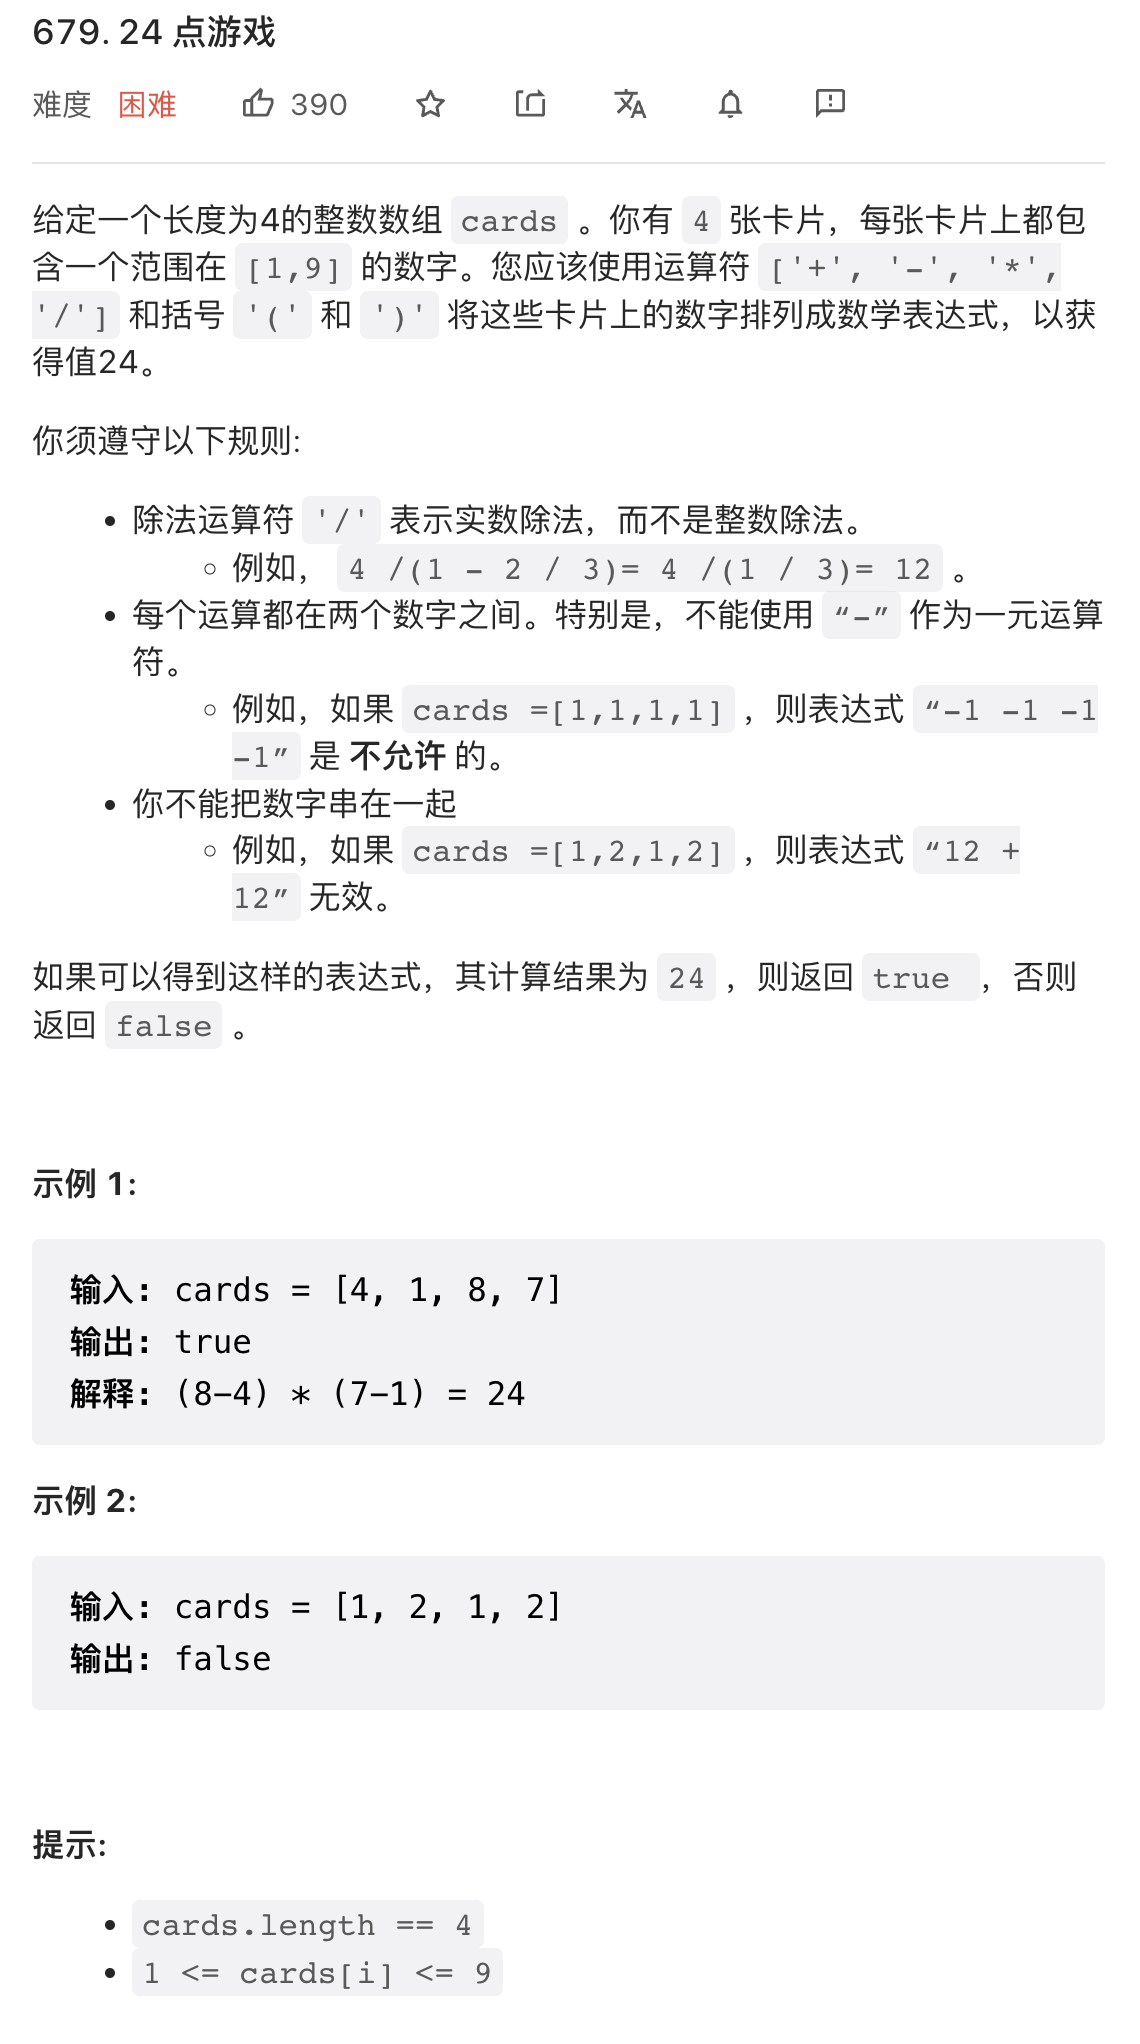 679. 24 点游戏
难度 困难 390
给定一个长度为4的整数数组 cards 。你有 4 张卡片，每张卡片上都包
含一个范围在 [1,9] 的数字。您应该使用运算符 ['+', '-', '*',
'/'] 和括号 '(' 和 ')' 将这些卡片上的数字排列成数学表达式，以获
得值24。
你须遵守以下规则:
除法运算符 '/' 表示实数除法，而不是整数除法。
例如， 4 /(1 - 2 / 3)= 4 /(1 / 3)= 12 。
每个运算都在两个数字之间。特别是，不能使用 “-” 作为一元运算
符。
例如，如果 cards =[1,1,1,1] ，则表达式 “-1 -1 -1
-1” 是 不允许 的。
你不能把数字串在一起
例如，如果 cards =[1,2,1,2] ，则表达式 “12 +
12” 无效。
如果可以得到这样的表达式，其计算结果为 24 ，则返回 true ，否则
返回 false 。
示例 1:
输入: cards = [4, 1, 8, 7]
输出: true
解释: (8-4) * (7-1) = 24
示例 2:
输入: cards = [1, 2, 1, 2]
输出: false
提示:
cards.length == 4
1 <= cards[i] <= 9